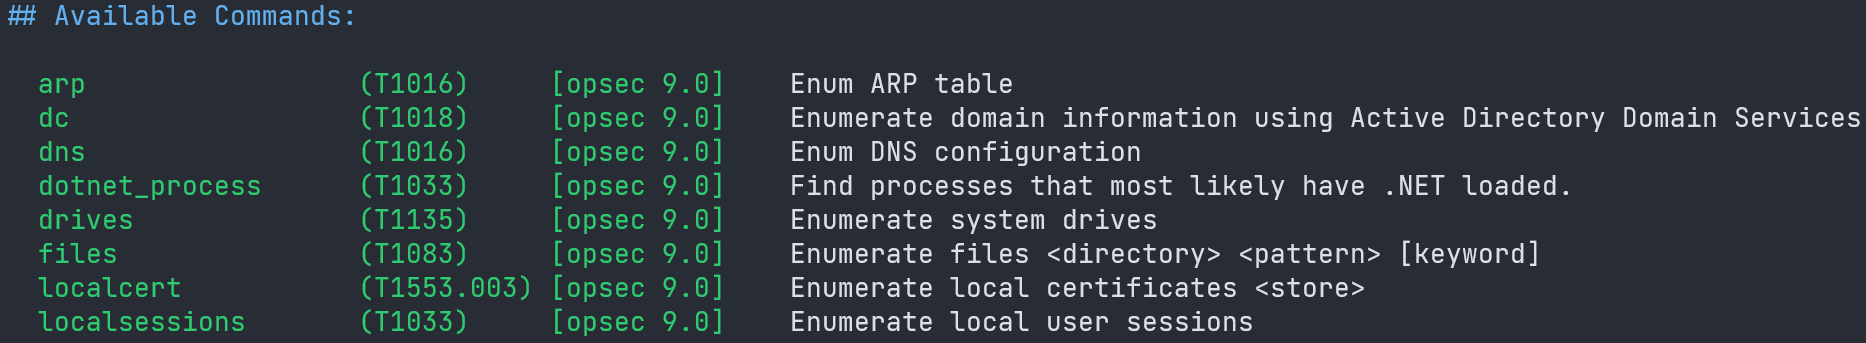 ## Available Commands:
arp (T1016) [opsec 9.0] Enum ARP table
dc (T1018) [opsec 9.0] Enumerate domain information using Active Directory Domain Services
dns (T1016) [opsec 9.0] Enum DNS configuration
dotnet_process (T1033) [opsec 9.0] Find processes that most likely have .NET loaded.
drives (T1135) [opsec 9.0] Enumerate system drives
files (T1083) [opsec 9.0] Enumerate files <directory> <pattern> [keyword]
localcert (T1553.003) [opsec 9.0] Enumerate local certificates <store>
localsessions (T1033) [opsec 9.0] Enumerate local user sessions